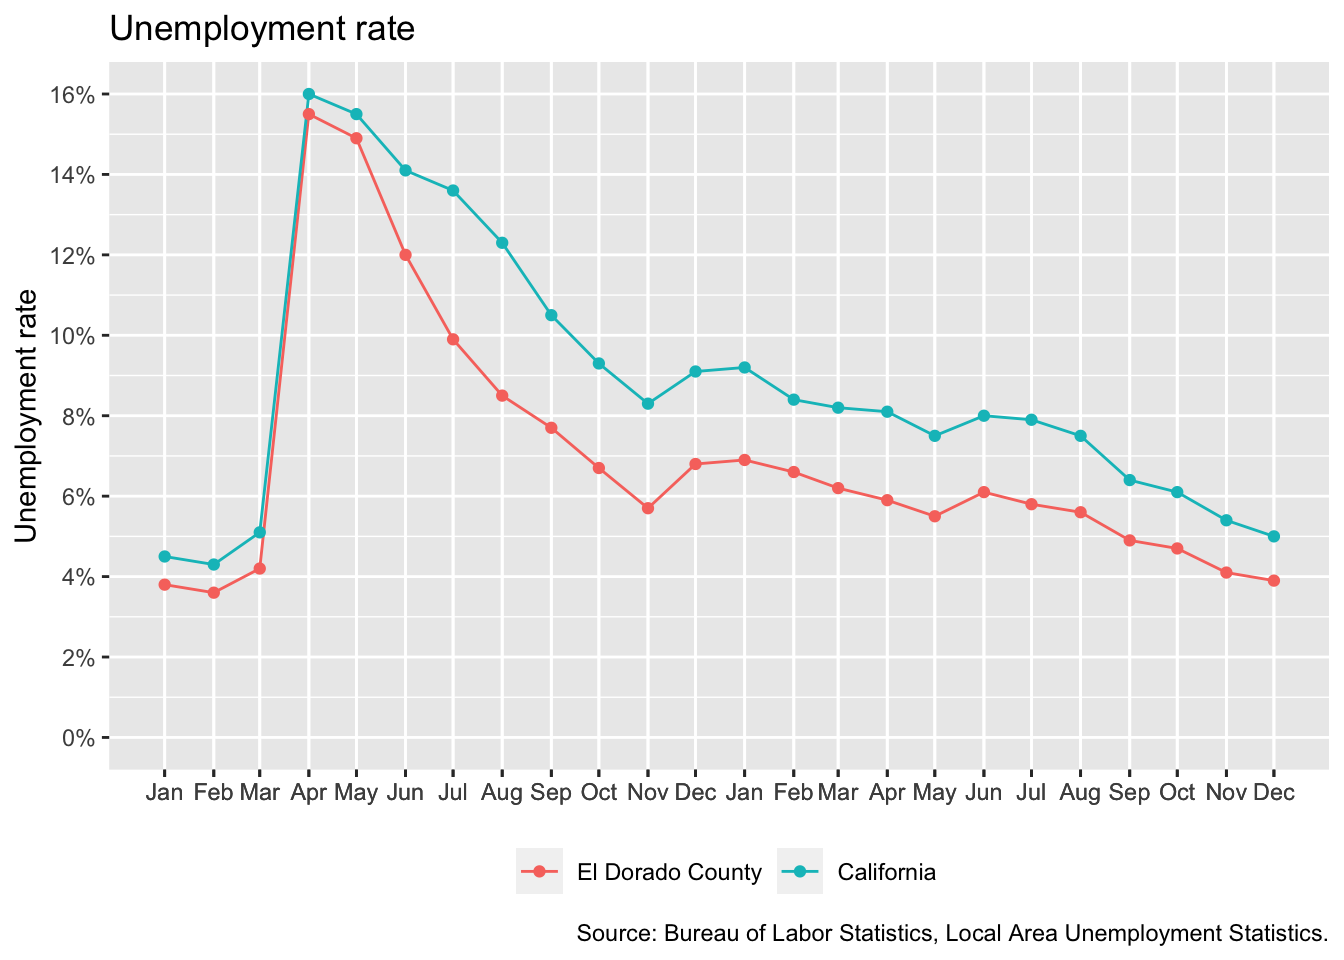 Unemployment rate
Unemployment rate
16%
14%
12%
10%
8%
6%
4%
2%
0%
Jan Feb Mar Apr May Jun Jul Aug Sep Oct Nov Dec Jan Feb Mar Apr May Jun Jul Aug Sep Oct Nov Dec
El Dorado County California
Source: Bureau of Labor Statistics, Local Area Unemployment Statistics.